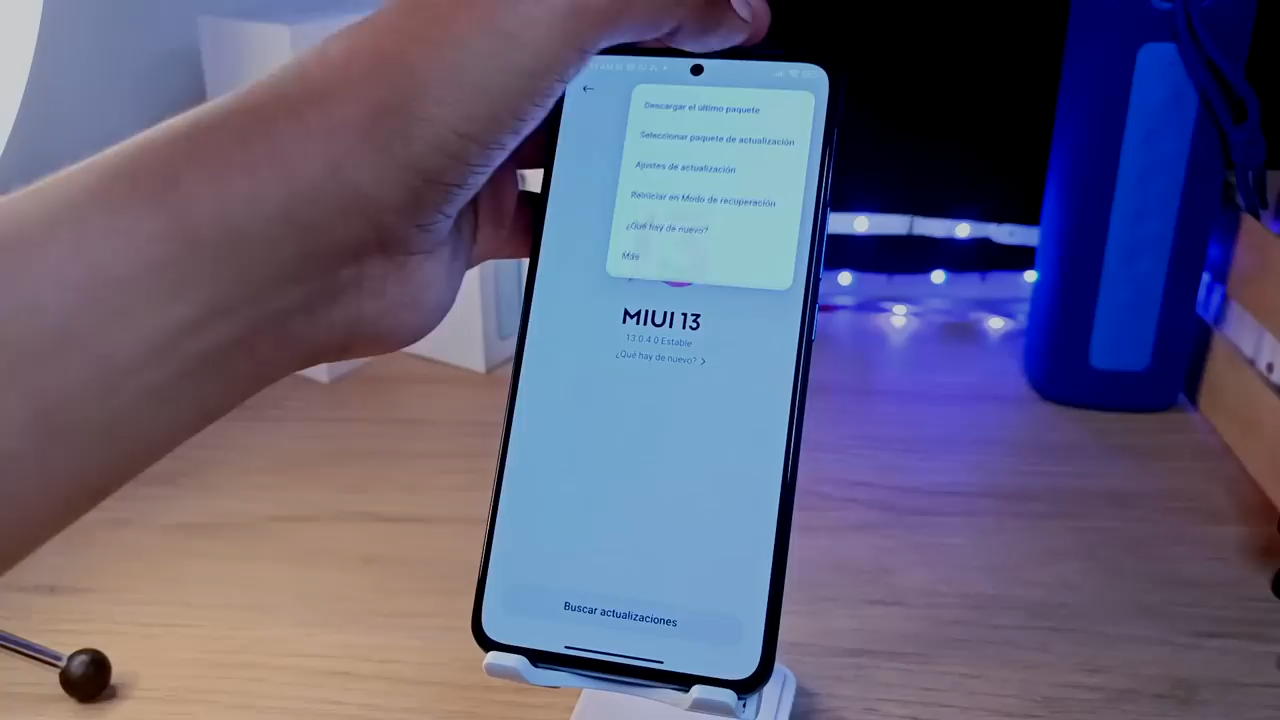 Descargar el último paquete
Seleccionar paquete de actualización
Ajustes de actualización
Reiniciar en Modo de recuperación
¿Qué hay de nuevo?
Más
MIUI 13
13.0.4.0 Estable
¿Qué hay de nuevo? >
Buscar actualizaciones